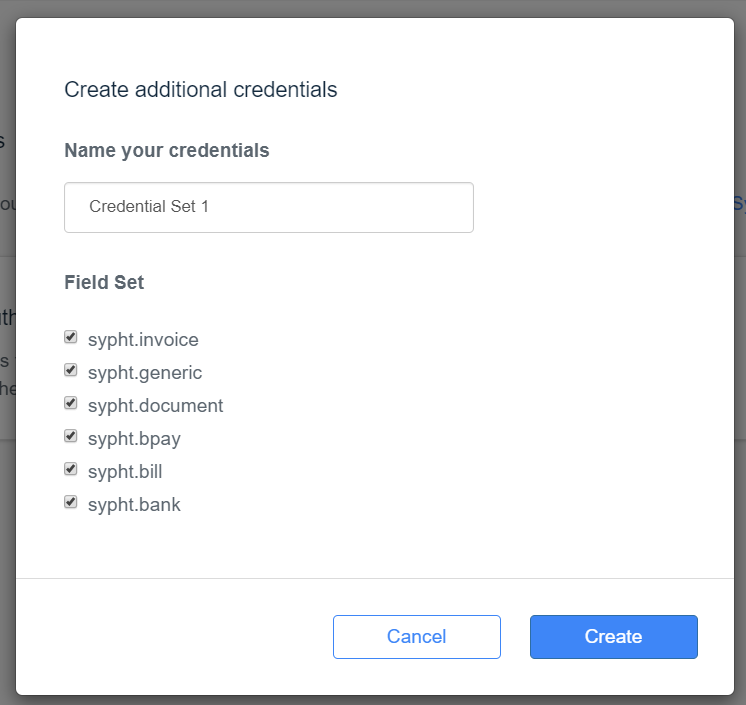 Create additional credentials
Name your credentials
Credential Set 1
Field Set
sypht.invoice
sypht.generic
sypht.document
sypht.bpay
sypht.bill
sypht.bank
Cancel
Create